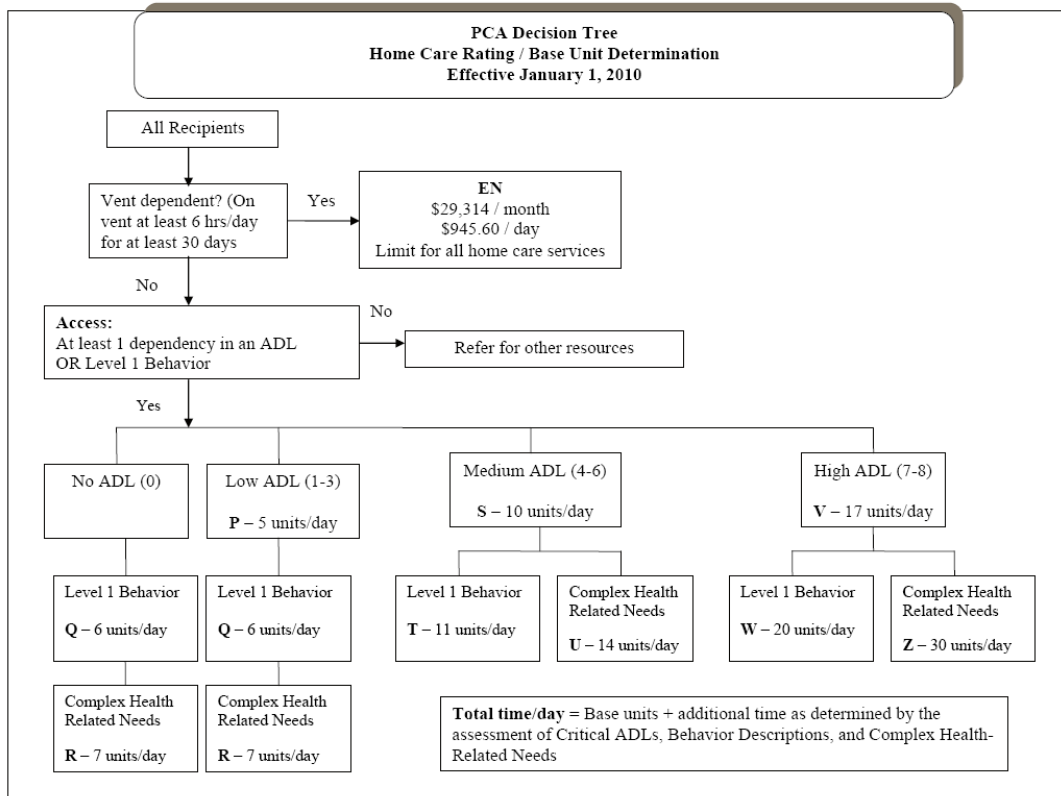 PCA Decision Tree
Home Care Rating / Base Unit Determination
Effective January 1, 2010
All Recipients
Vent dependent? (On
vent at least 6 hrs/day
for at least 30 days
Yes
EN
$29,314 / month
$945.60 / day
Limit for all home care services
No
Access:
At least 1 dependency in an ADL
OR Level 1 Behavior
No
Refer for other resources
Yes
No ADL (0)
Low ADL (1-3)
P – 5 units/day
Medium ADL (4-6)
S – 10 units/day
High ADL (7-8)
V – 17 units/day
Level 1 Behavior
Q – 6 units/day
Level 1 Behavior
Q – 6 units/day
Level 1 Behavior
T – 11 units/day
Complex Health
Related Needs
U – 14 units/day
Level 1 Behavior
W – 20 units/day
Complex Health
Related Needs
Z – 30 units/day
Complex Health
Related Needs
R – 7 units/day
Complex Health
Related Needs
R – 7 units/day
Total time/day = Base units + additional time as determined by the
assessment of Critical ADLs, Behavior Descriptions, and Complex Health-
Related Needs